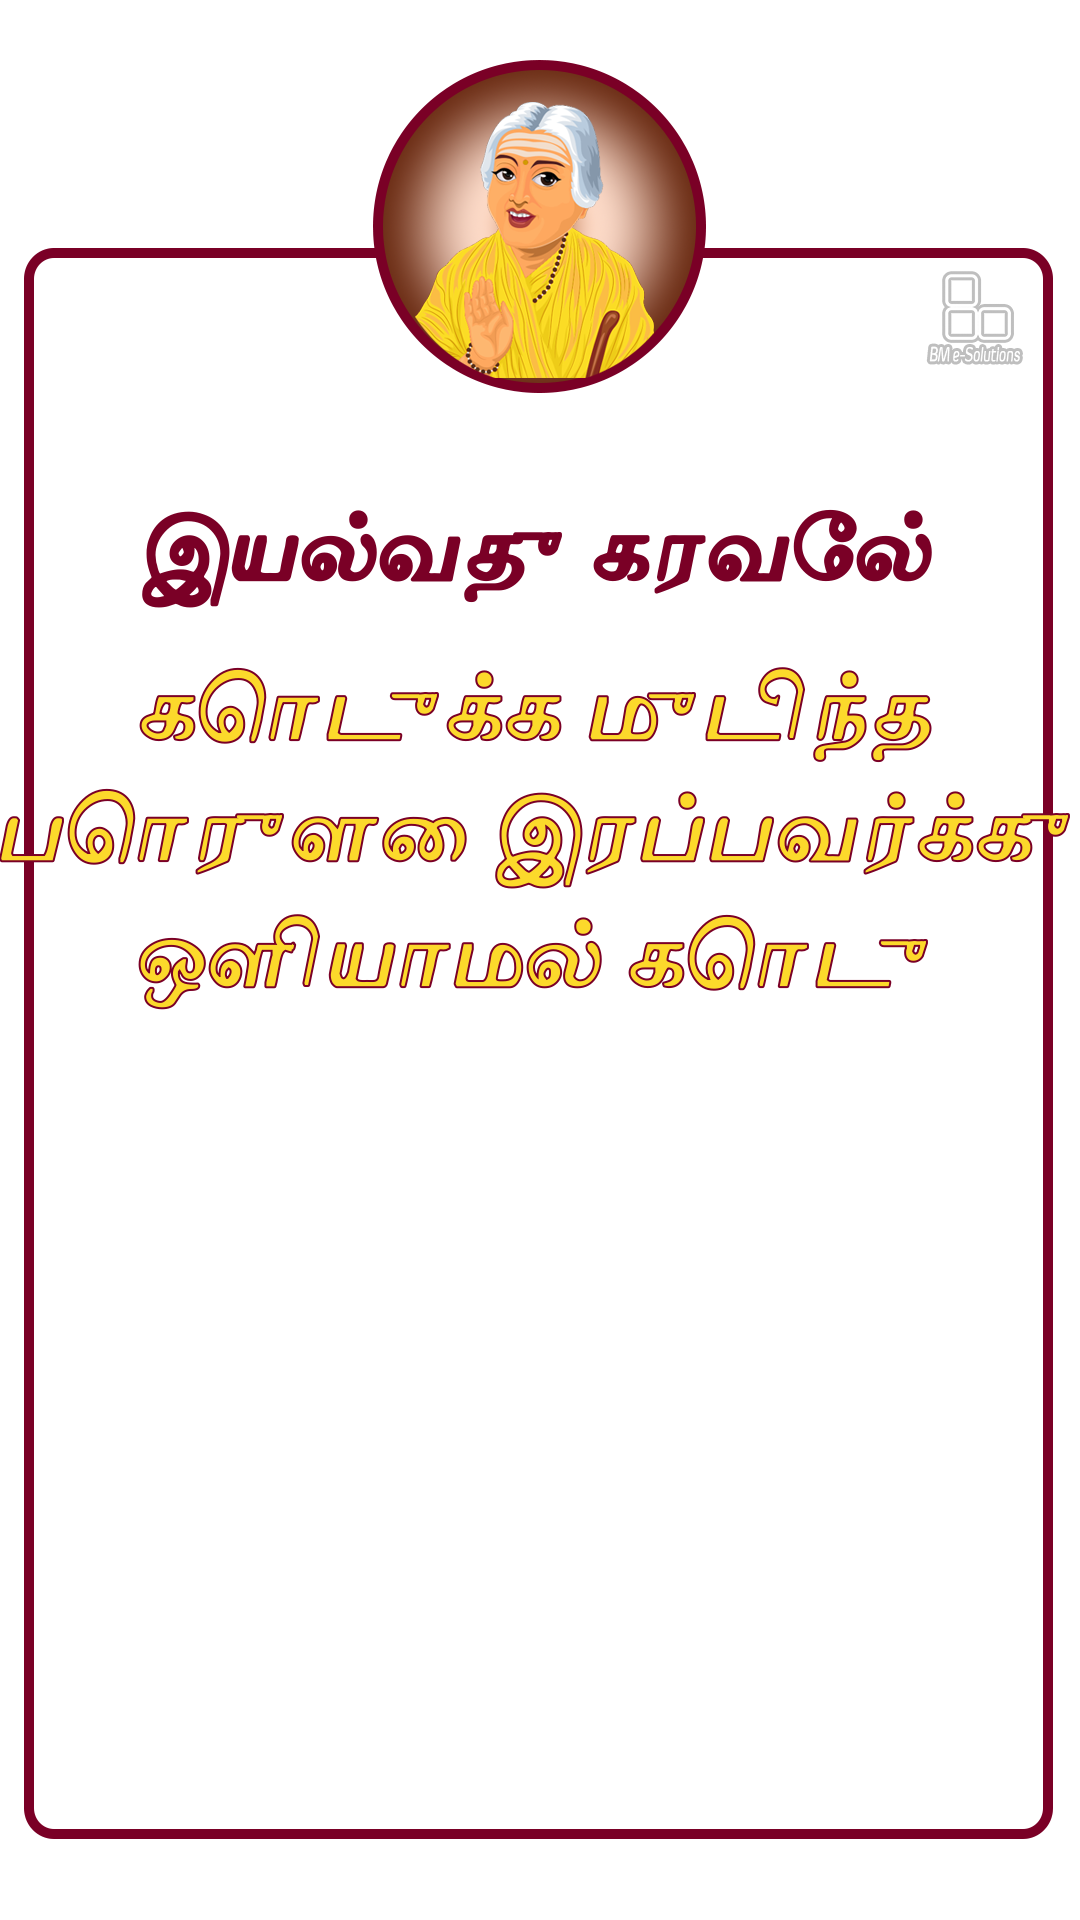 BM e-Solutions
இயல்வது கரவேல்
கொடுக்க முடிந்த
பொருளை இரப்பவர்க்கு
ஒளியாமல் கொடு